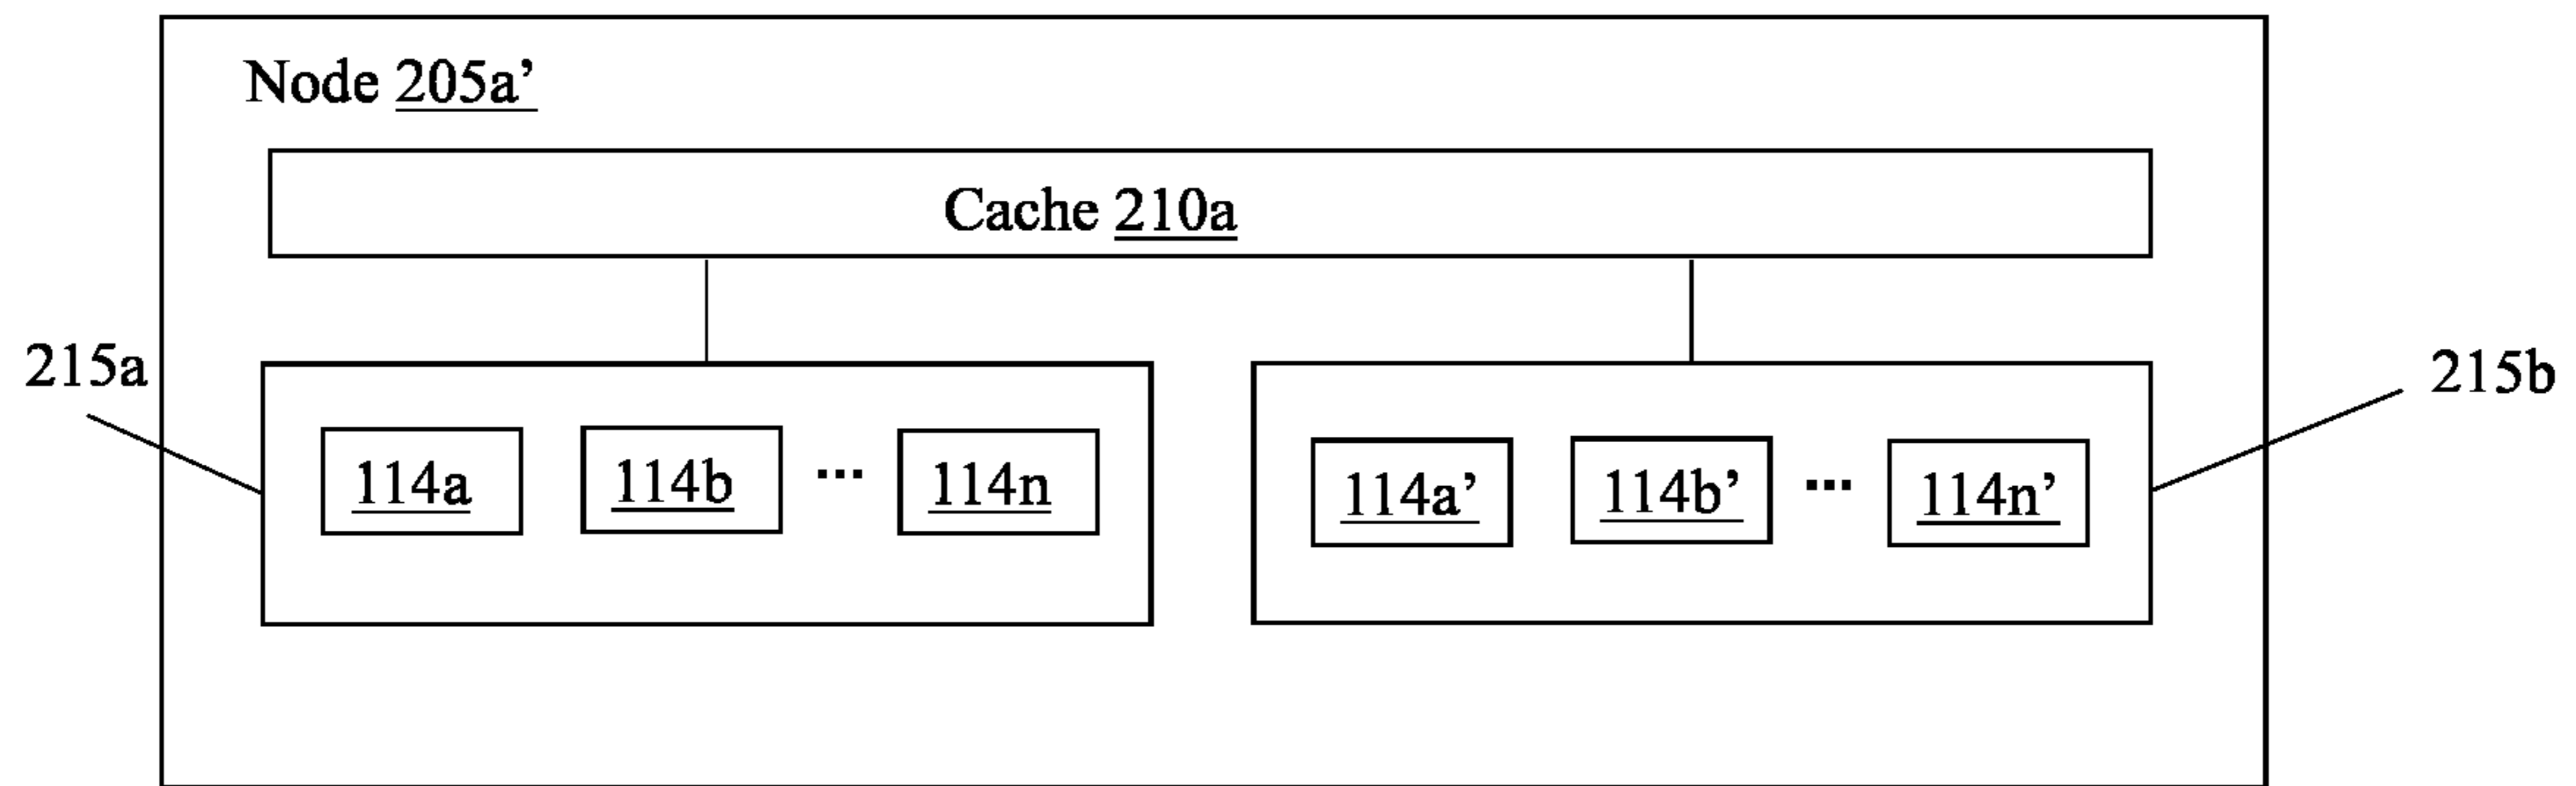 Node 205a’
Cache 210a
215a
215b
114a
114b
...
114n
114a’
114b’
...
114n’